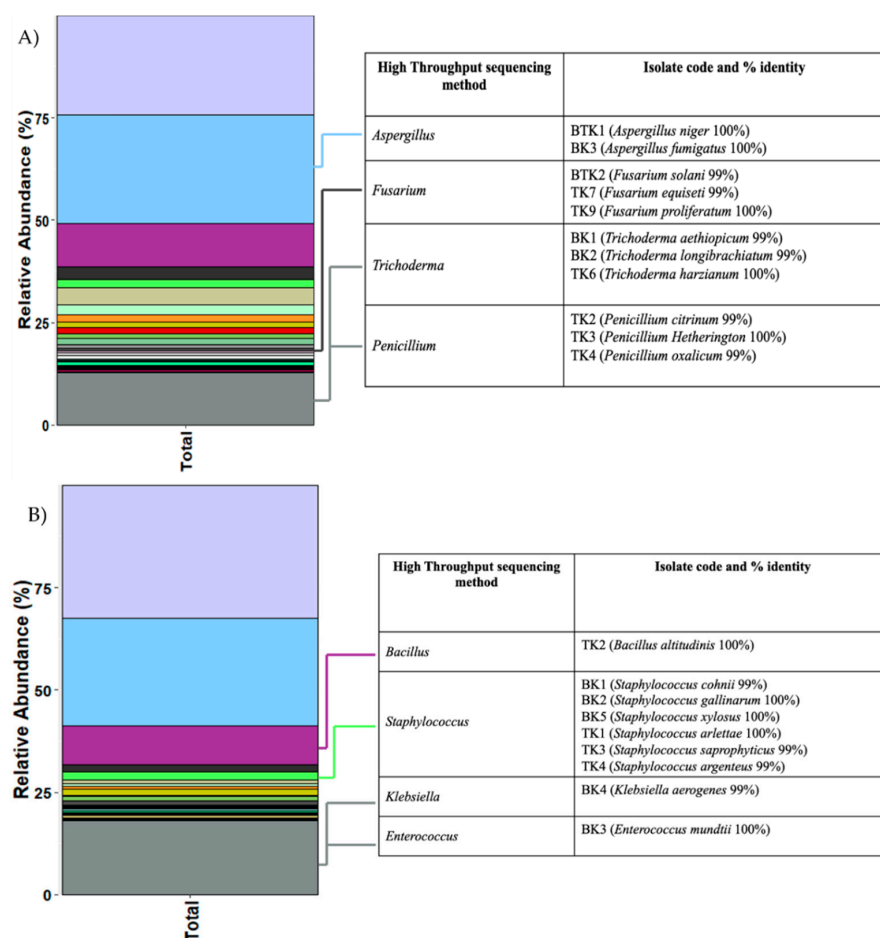 A)
Relative Abundance (%)
75
50
25
0
Total
High Throughput sequencing method
Isolate code and % identity
Aspergillus
BTK1 (Aspergillus niger 100%)
BK3 (Aspergillus fumigatus 100%)
Fusarium
BTK2 (Fusarium solani 99%)
TK7 (Fusarium equiseti 99%)
TK9 (Fusarium proliferatum 100%)
Trichoderma
BK1 (Trichoderma aethiopicum 99%)
BK2 (Trichoderma longibrachiatum 99%)
TK6 (Trichoderma harzianum 100%)
Penicillium
TK2 (Penicillium citrinum 99%)
TK3 (Penicillium Hetherington 100%)
TK4 (Penicillium oxalicum 99%)
B)
Relative Abundance (%)
75
50
25
0
Total
High Throughput sequencing
method
Isolate code and % identity
Bacillus
TK2 (Bacillus altitudinis 100%)
Staphylococcus
BK1 (Staphylococcus cohnii 99%)
BK2 (Staphylococcus gallinarum 100%)
BK5 (Staphylococcus xylosus 100%)
TK1 (Staphylococcus arlettae 100%)
TK3 (Staphylococcus saprophyticus 99%)
TK4 (Staphylococcus argenteus 99%)
Klebsiella
BK4 (Klebsiella aerogenes 99%)
Enterococcus
BK3 (Enterococcus mundtii 100%)